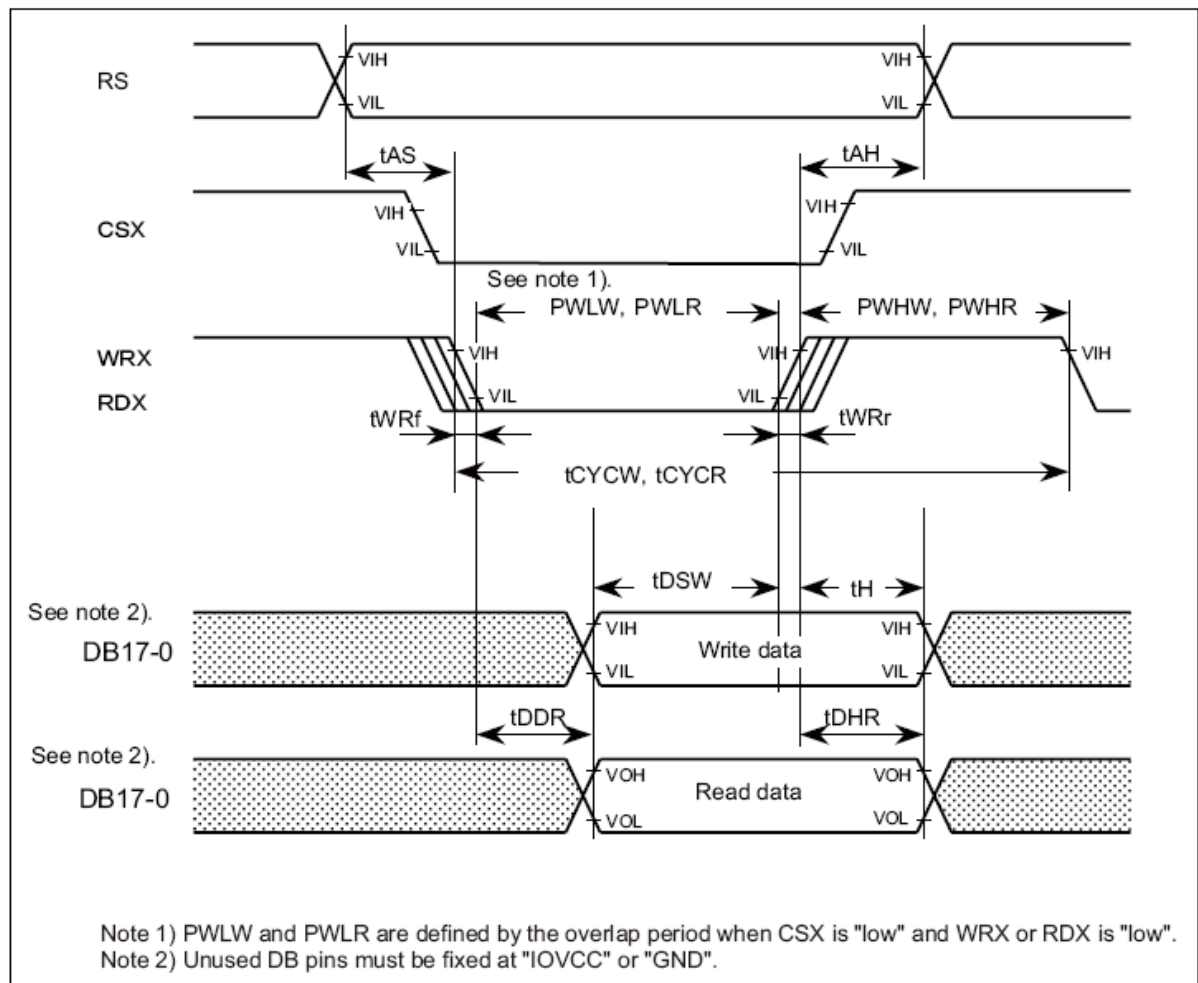 RS
VIH
VIH
VIL
VIL
tAS
tAH
CSX
VIH
VIH
VIL
VIL
See note 1).
PWLW, PWLR
PWHW, PWHR
WRX
VIH
VIH
VIH
RDX
VIL
VIL
tWRf
tWRr
tCYCW, tCYCR
tDSW
tH
See note 2).
DB17-0
VIH
Write data
VIH
VIL
VIL
tDDR
tDHR
See note 2).
DB17-0
VOH
Read data
VOH
VOL
VOL
Note 1) PWLW and PWLR are defined by the overlap period when CSX is "low" and WRX or RDX is "low".
Note 2) Unused DB pins must be fixed at "IOVCC" or "GND".